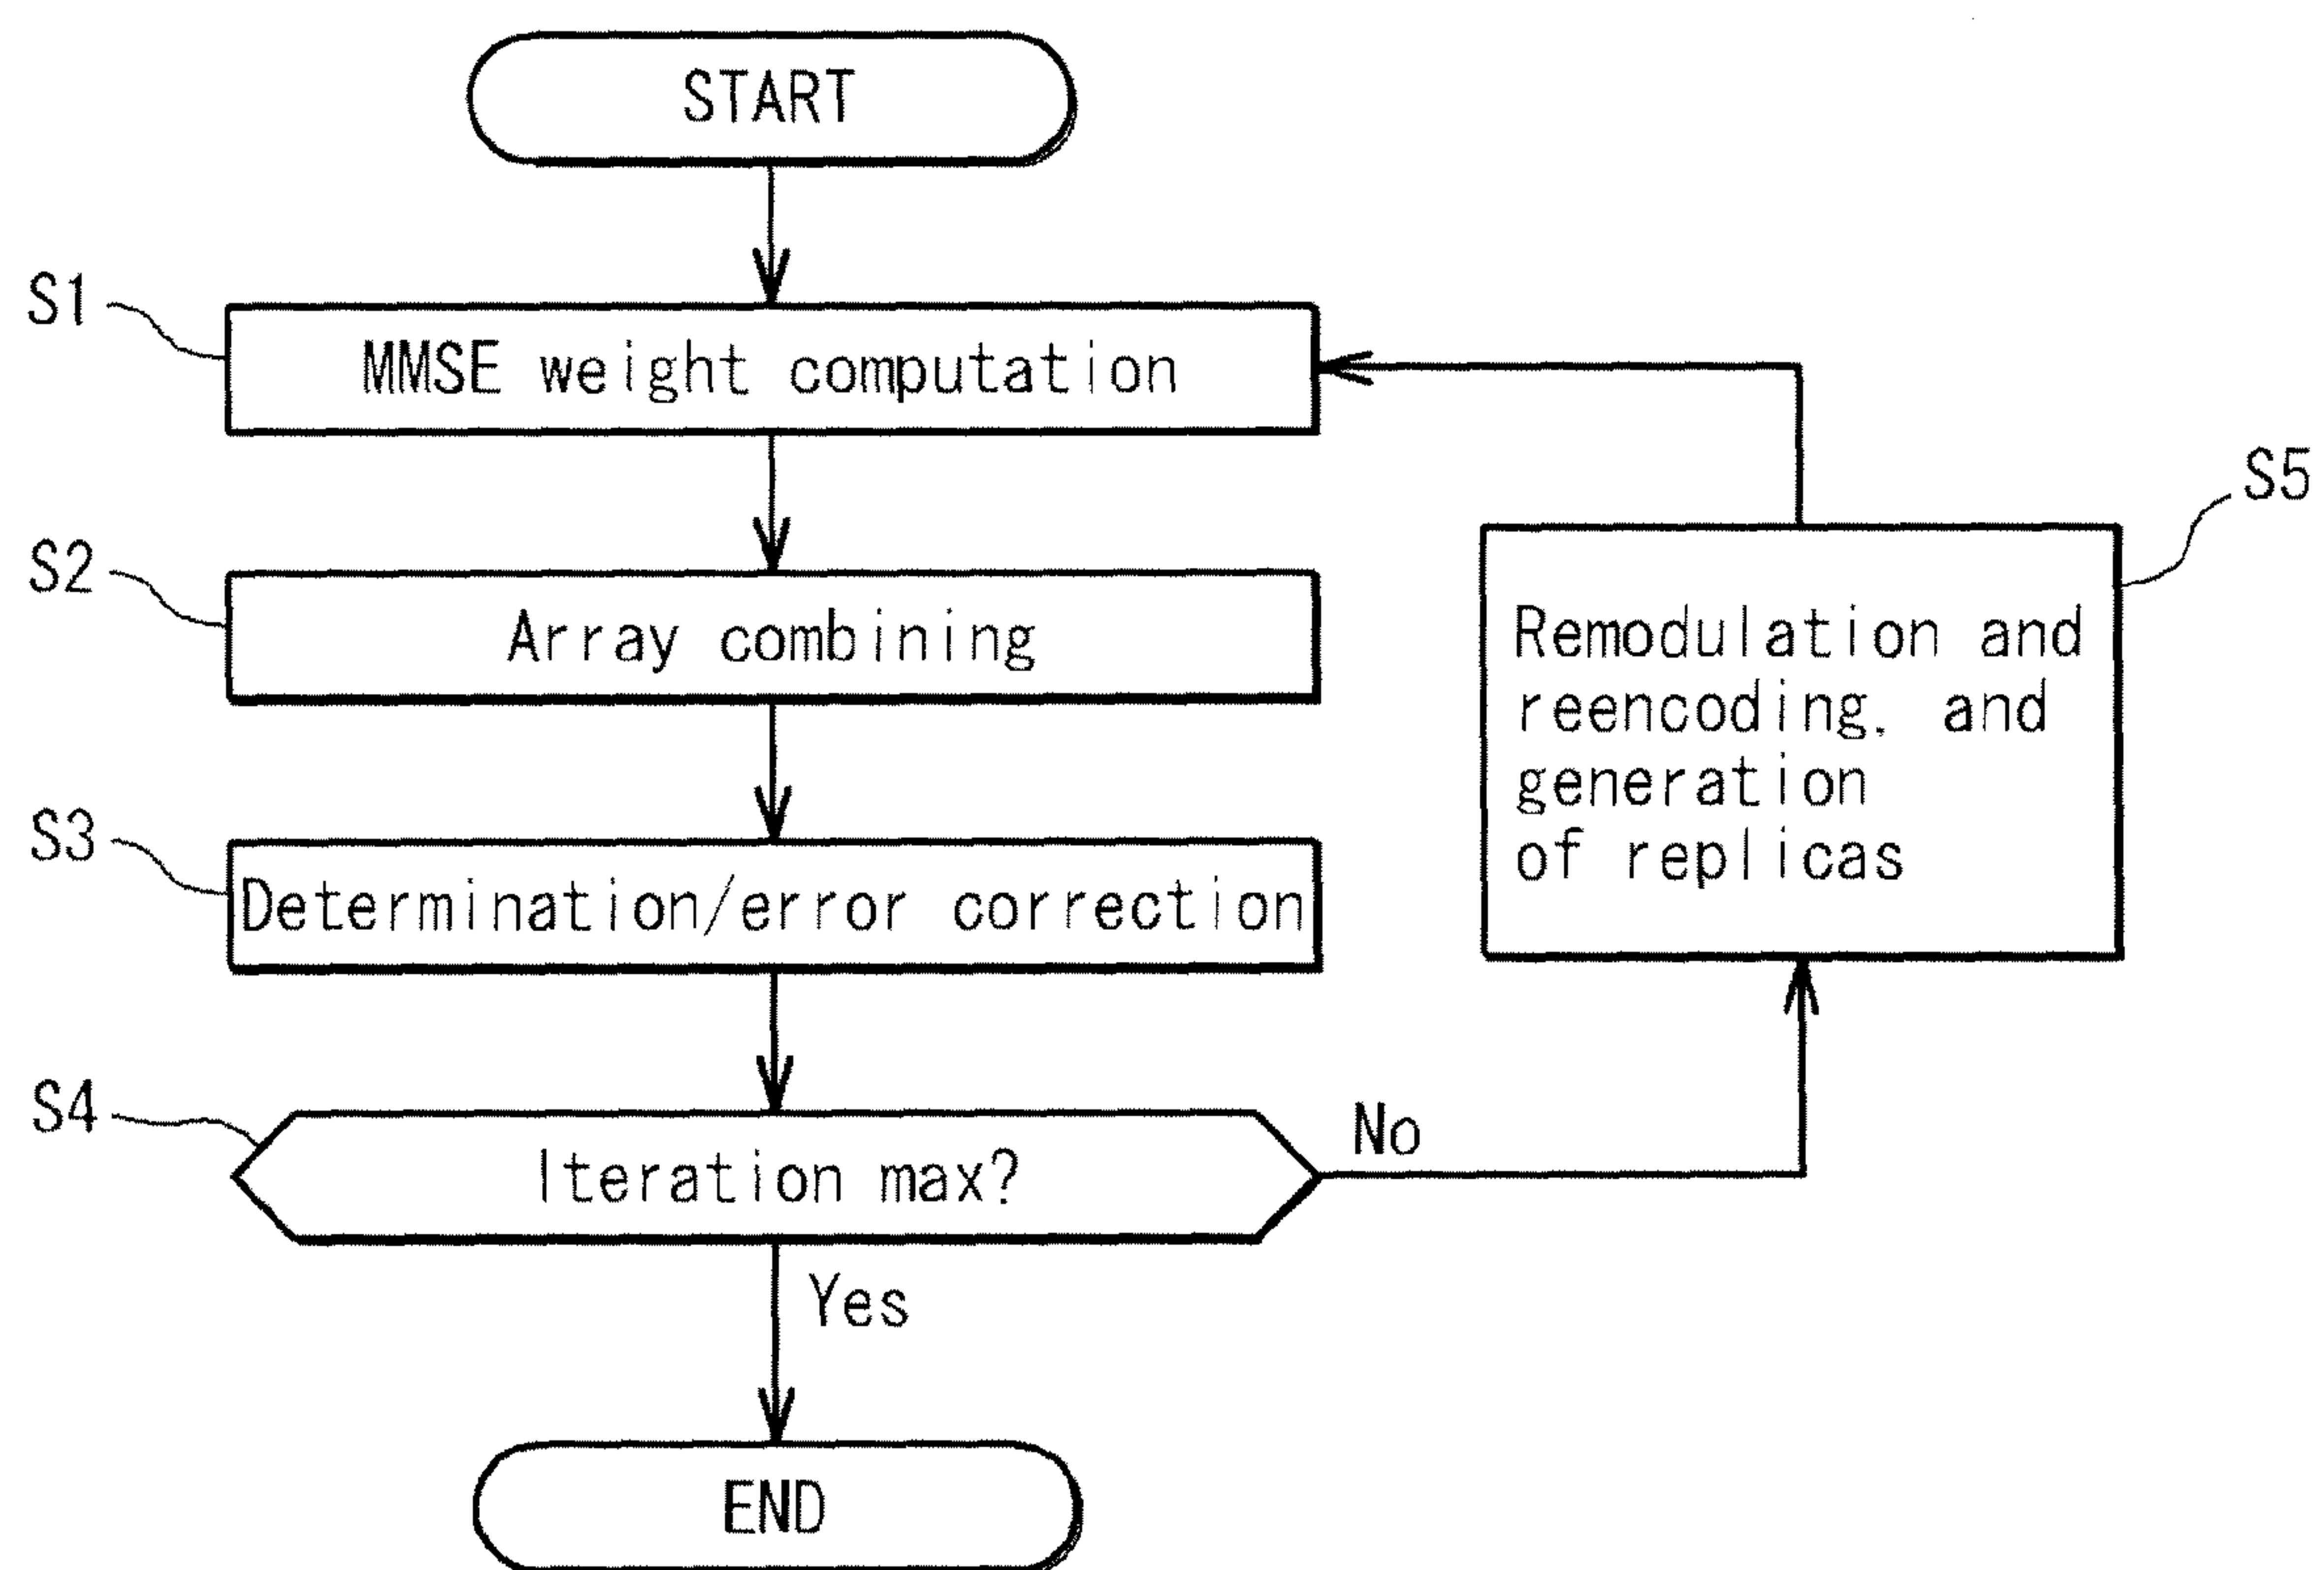 START
S1
MMSE weight computation
S2
Array combining
S3
Determination/error correction
S4
Iteration max?
No
Yes
END
S5
Remodulation and
reencoding, and
generation
of replicas